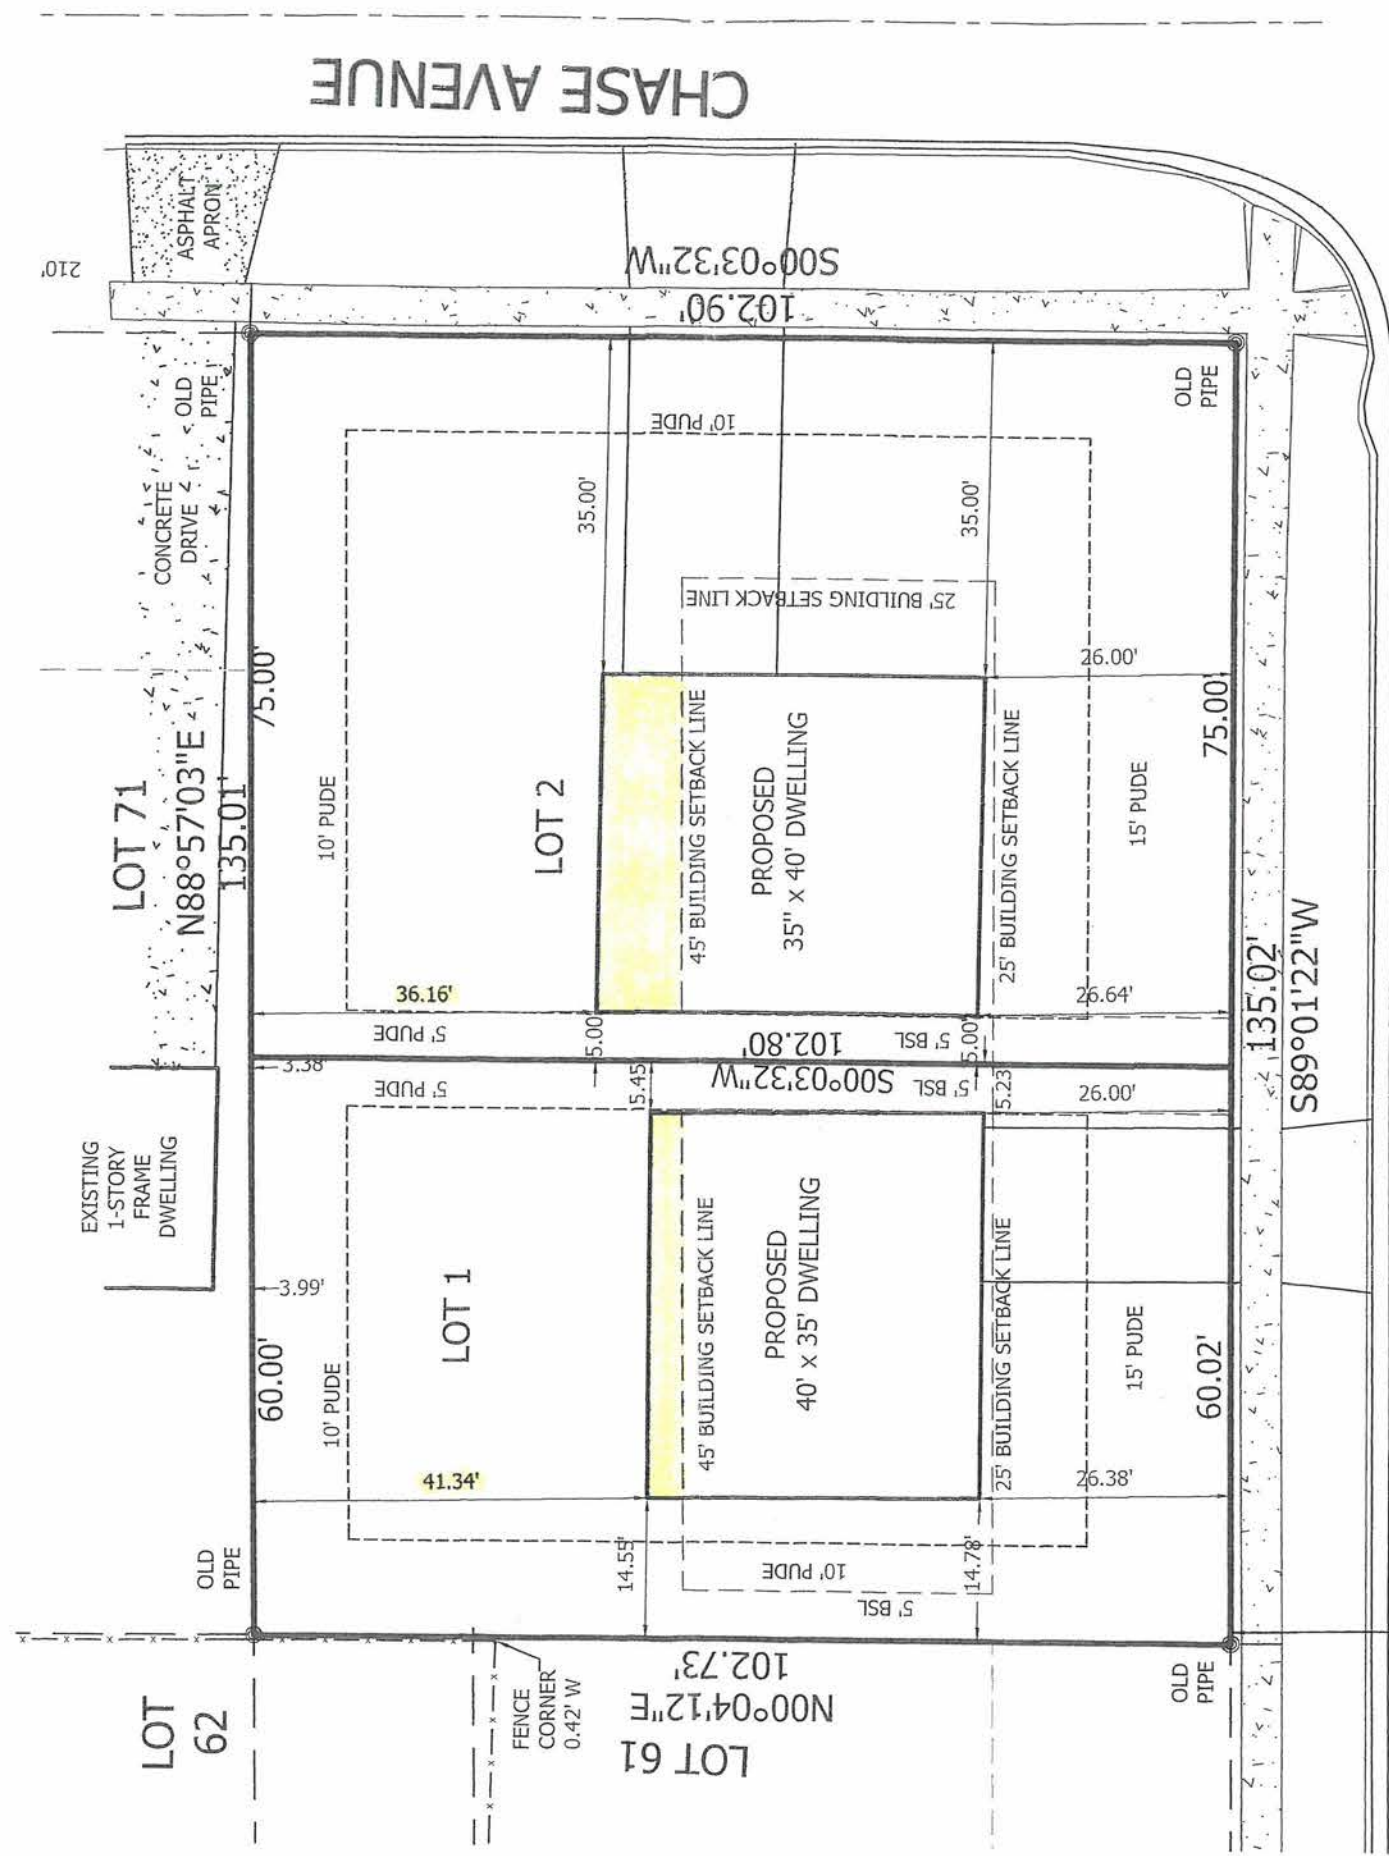 CHASE AVENUE
ASPHALT
APRON
210'
S00°03'32"W
102.90'
CONCRETE
DRIVE
OLD
PIPE
OLD
PIPE
10' PUDE
35.00'
35.00'
25' BUILDING SETBACK LINE
75.00'
26.00'
75.00'
LOT 71
N88°57'03"E
135.01'
10' PUDE
LOT 2
45' BUILDING SETBACK LINE
PROPOSED
35" x 40' DWELLING
25' BUILDING SETBACK LINE
15' PUDE
36.16'
26.64'
135.02'
S89°01'22"W
5' PUDE
5.00'
102.80'
5' BSL
5.00'
3.38'
5' PUDE
5.45'
S00°03'32"W
5' BSL
5.23'
26.00'
EXISTING
1-STORY
FRAME
DWELLING
3.99'
60.00'
10' PUDE
LOT 1
45' BUILDING SETBACK LINE
PROPOSED
40' x 35' DWELLING
25' BUILDING SETBACK LINE
15' PUDE
60.02'
41.34'
26.38'
OLD
PIPE
14.55'
10' PUDE
14.78'
5' BSL
102.73'
N00°04'12"E
LOT 61
OLD
PIPE
LOT
62
FENCE
CORNER
0.42' W